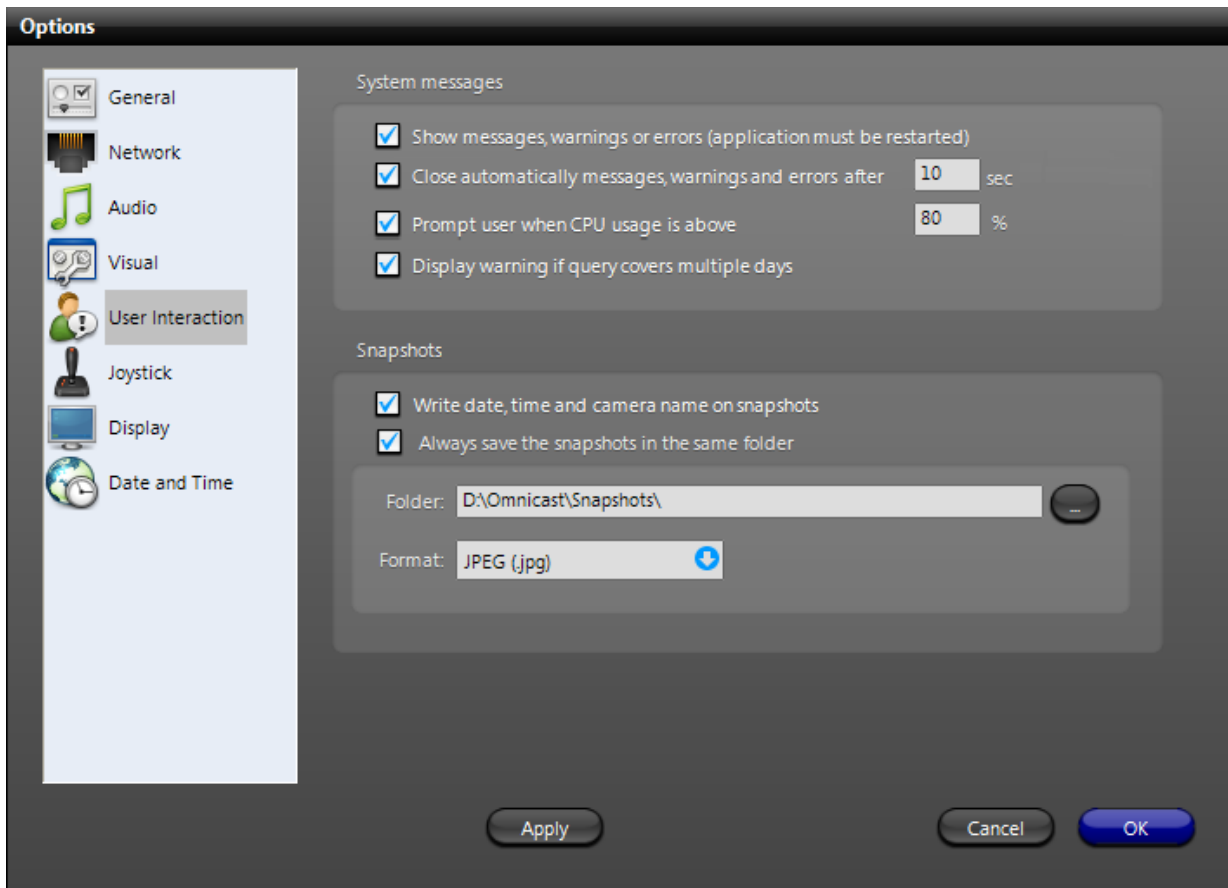 Options
General
Network
Audio
Visual
User Interaction
Joystick
Display
Date and Time
System messages
Show messages, warnings or errors (application must be restarted)
Close automatically messages, warnings and errors after 10 sec
Prompt user when CPU usage is above 80 %
Display warning if query covers multiple days
Snapshots
Write date, time and camera name on snapshots
Always save the snapshots in the same folder
Folder: D:\Omnicast\Snapshots\ ...
Format: JPEG (.jpg)
Apply Cancel OK